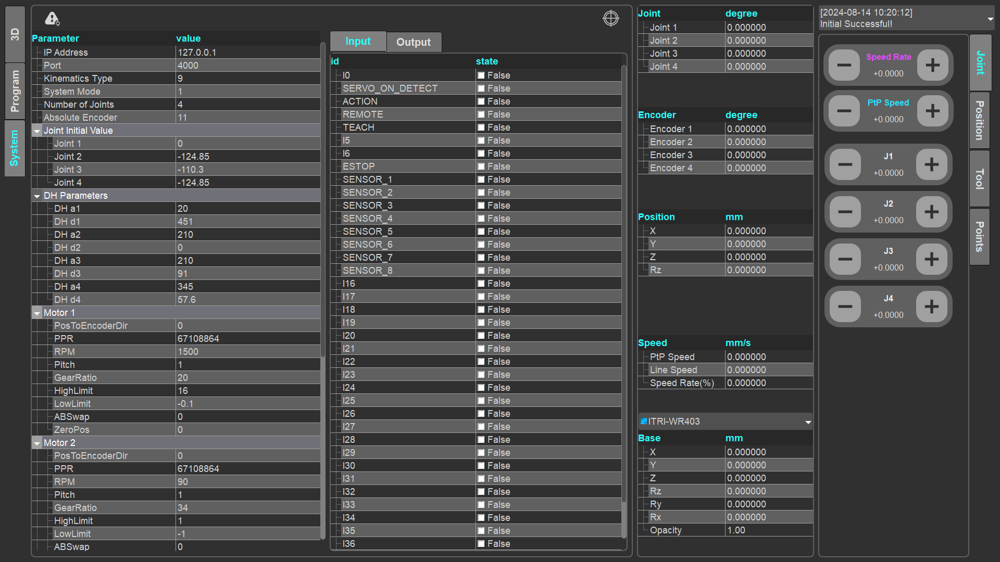 3D
Program
System
Parameter value
IP Address 127.0.0.1
Port 4000
Kinematics Type 9
System Mode 1
Number of Joints 4
Absolute Encoder 11
Joint Initial Value
Joint 1 0
Joint 2 -124.85
Joint 3 -110.3
Joint 4 -124.85
DH Parameters
DH a1 20
DH d1 451
DH a2 210
DH d2 0
DH a3 210
DH d3 91
DH a4 345
DH d4 57.6
Motor 1
PosToEncoderDir 0
PPR 67108864
RPM 1500
Pitch 1
GearRatio 20
HighLimit 16
LowLimit -0.1
ABSwap 0
ZeroPos 0
Motor 2
PosToEncoderDir 0
PPR 67108864
RPM 90
Pitch 1
GearRatio 34
HighLimit 1
LowLimit -1
ABSwap 0
Input Output
id state
I0 False
SERVO_ON_DETECT False
ACTION False
REMOTE False
TEACH False
I5 False
I6 False
ESTOP False
SENSOR_1 False
SENSOR_2 False
SENSOR_3 False
SENSOR_4 False
SENSOR_5 False
SENSOR_6 False
SENSOR_7 False
SENSOR_8 False
I16 False
I17 False
I18 False
I19 False
I20 False
I21 False
I22 False
I23 False
I24 False
I25 False
I26 False
I27 False
I28 False
I29 False
I30 False
I31 False
I32 False
I33 False
I34 False
I35 False
I36 False
Joint degree
Joint 1 0.000000
Joint 2 0.000000
Joint 3 0.000000
Joint 4 0.000000
Encoder degree
Encoder 1 0.000000
Encoder 2 0.000000
Encoder 3 0.000000
Encoder 4 0.000000
Position mm
X 0.000000
Y 0.000000
Z 0.000000
Rz 0.000000
Speed mm/s
PtP Speed 0.000000
Line Speed 0.000000
Speed Rate(%) 0.000000
ITRI-WR403
Base mm
X 0.000000
Y 0.000000
Z 0.000000
Rz 0.000000
Ry 0.000000
Rx 0.000000
Opacity 1.00
[2024-08-14 10:20:12]
Initial Successful!
Speed Rate
+0.0000
PtP Speed
+0.0000
J1
+0.0000
J2
+0.0000
J3
+0.0000
J4
+0.0000
Joint
Position
Tool
Points